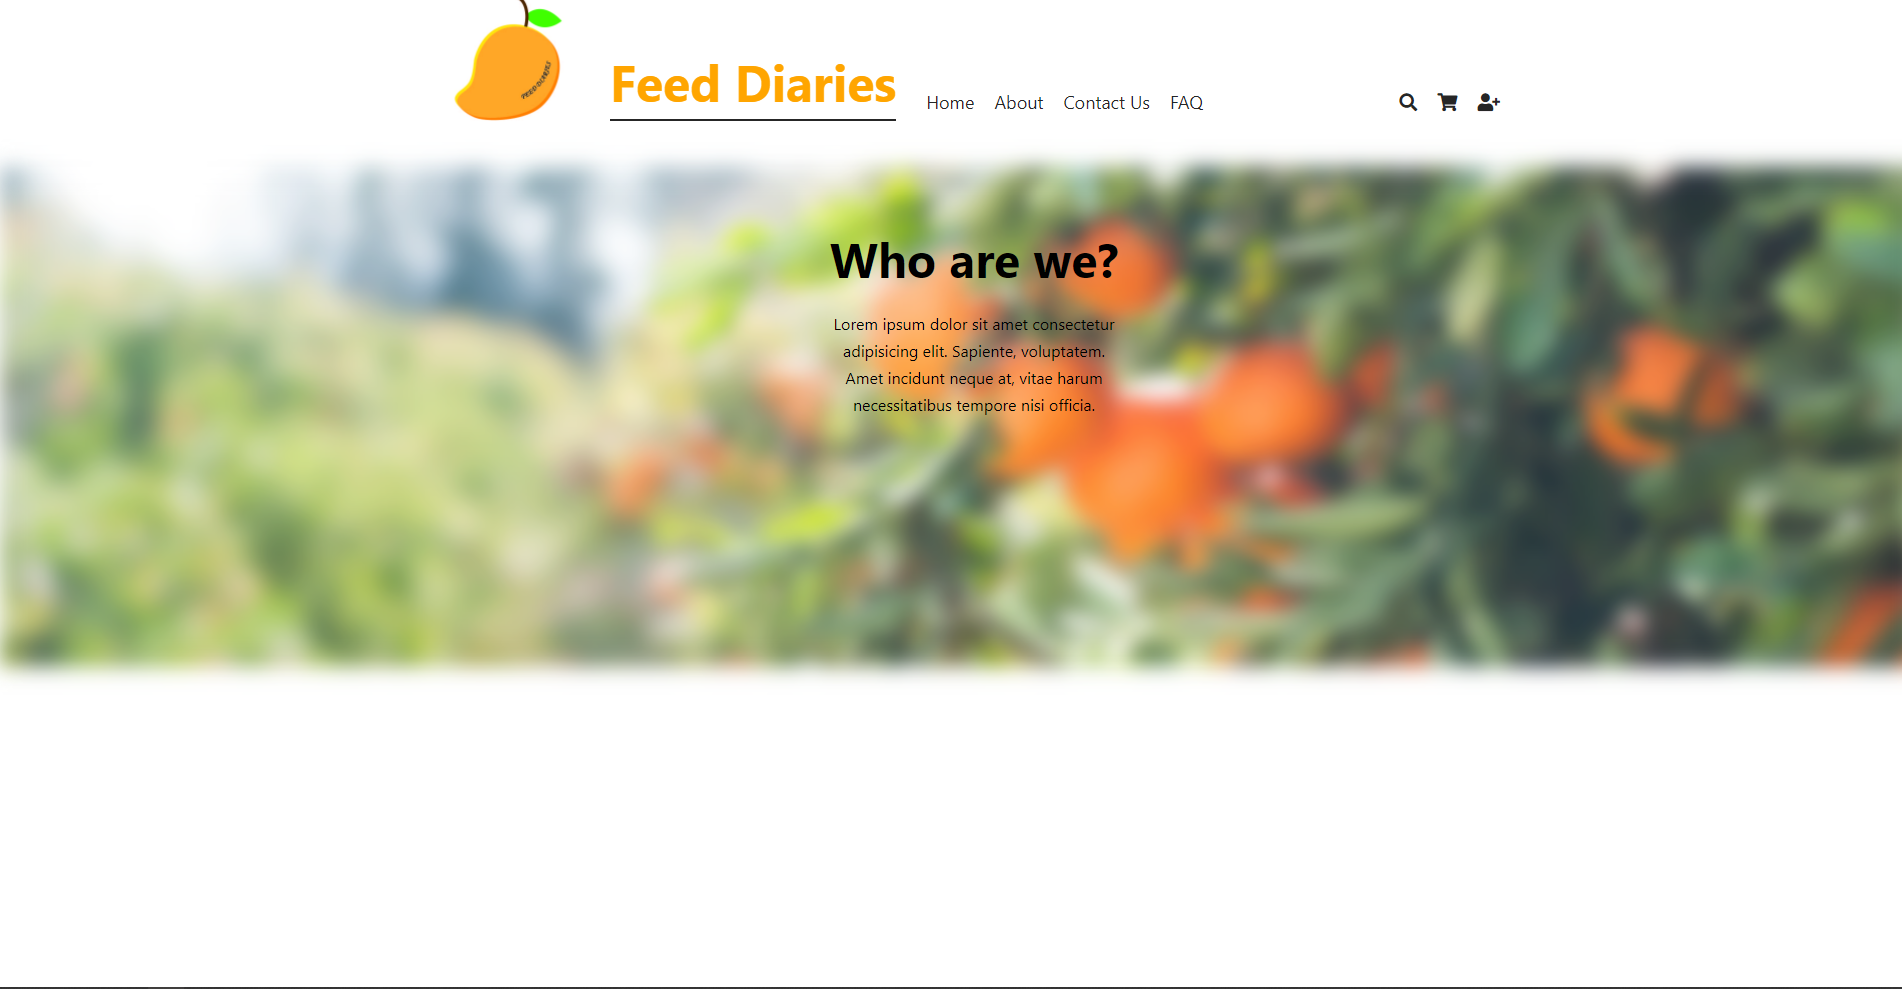 FEED DIARIES
Feed Diaries
Home About Contact Us FAQ
Who are we?
Lorem ipsum dolor sit amet consectetur
adipisicing elit. Sapiente, voluptatem.
Amet incidunt neque at, vitae harum
necessitatibus tempore nisi officia.